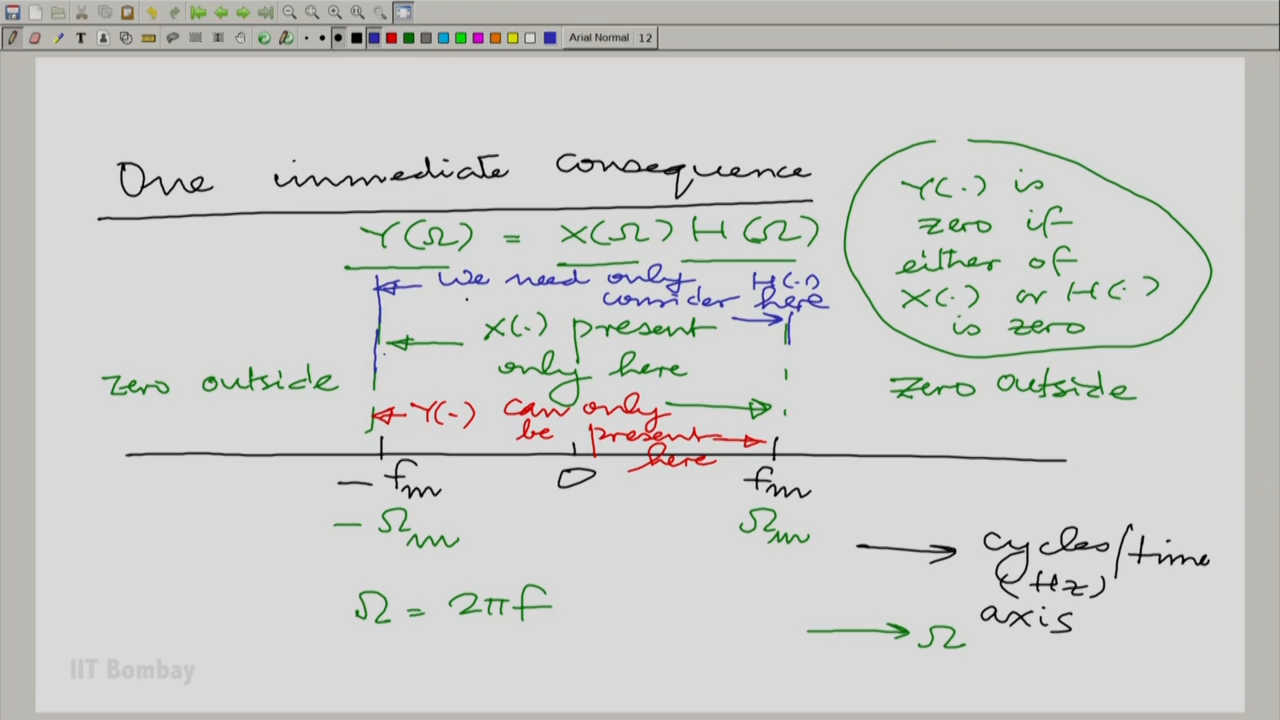 Arial Normal 12
One immediate consequence
Y(Ω) = X(Ω) H(Ω)
We need only H(.)
consider here
X(.) present
only here
zero outside
Y(.) can only
be present
here
Y(.) is
zero if
either of
X(.) or H(.)
is zero
zero outside
- fm 0 fm
- Ωm Ωm
cycles/time
(Hz)
axis
Ω = 2πf
Ω
IIT Bombay